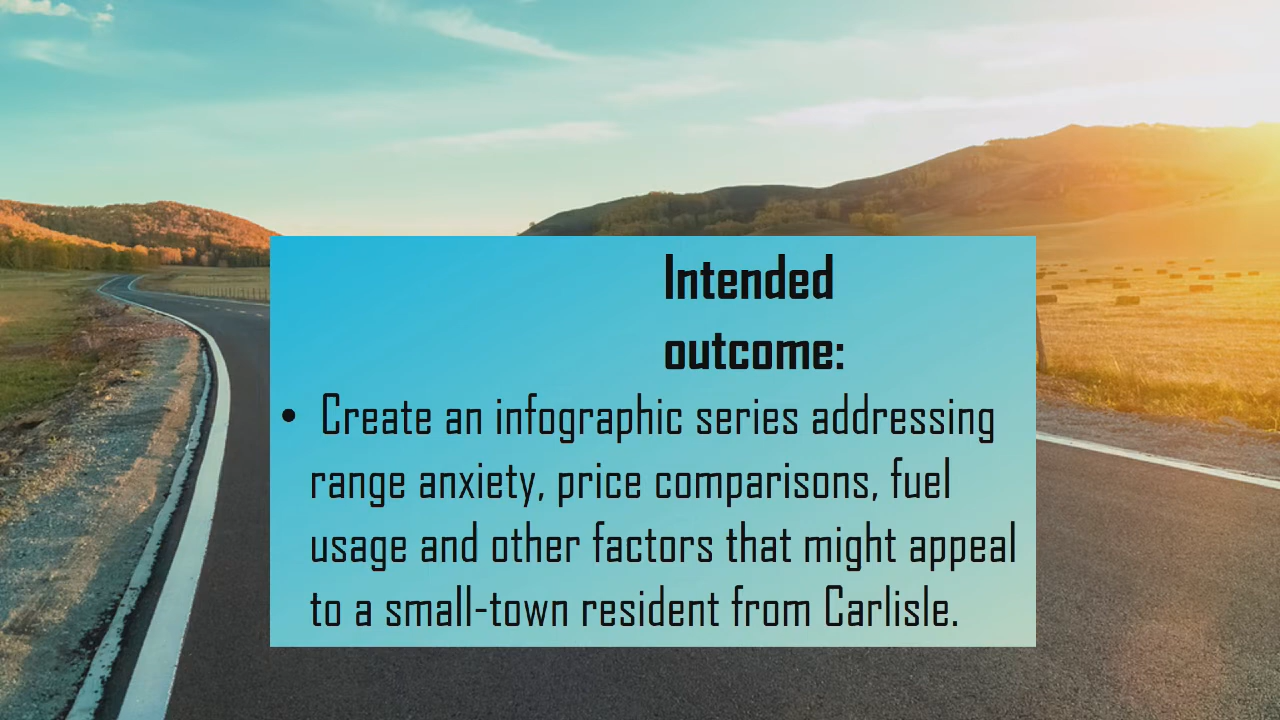 Intended
outcome:
• Create an infographic series addressing
range anxiety, price comparisons, fuel
usage and other factors that might appeal
to a small-town resident from Carlisle.